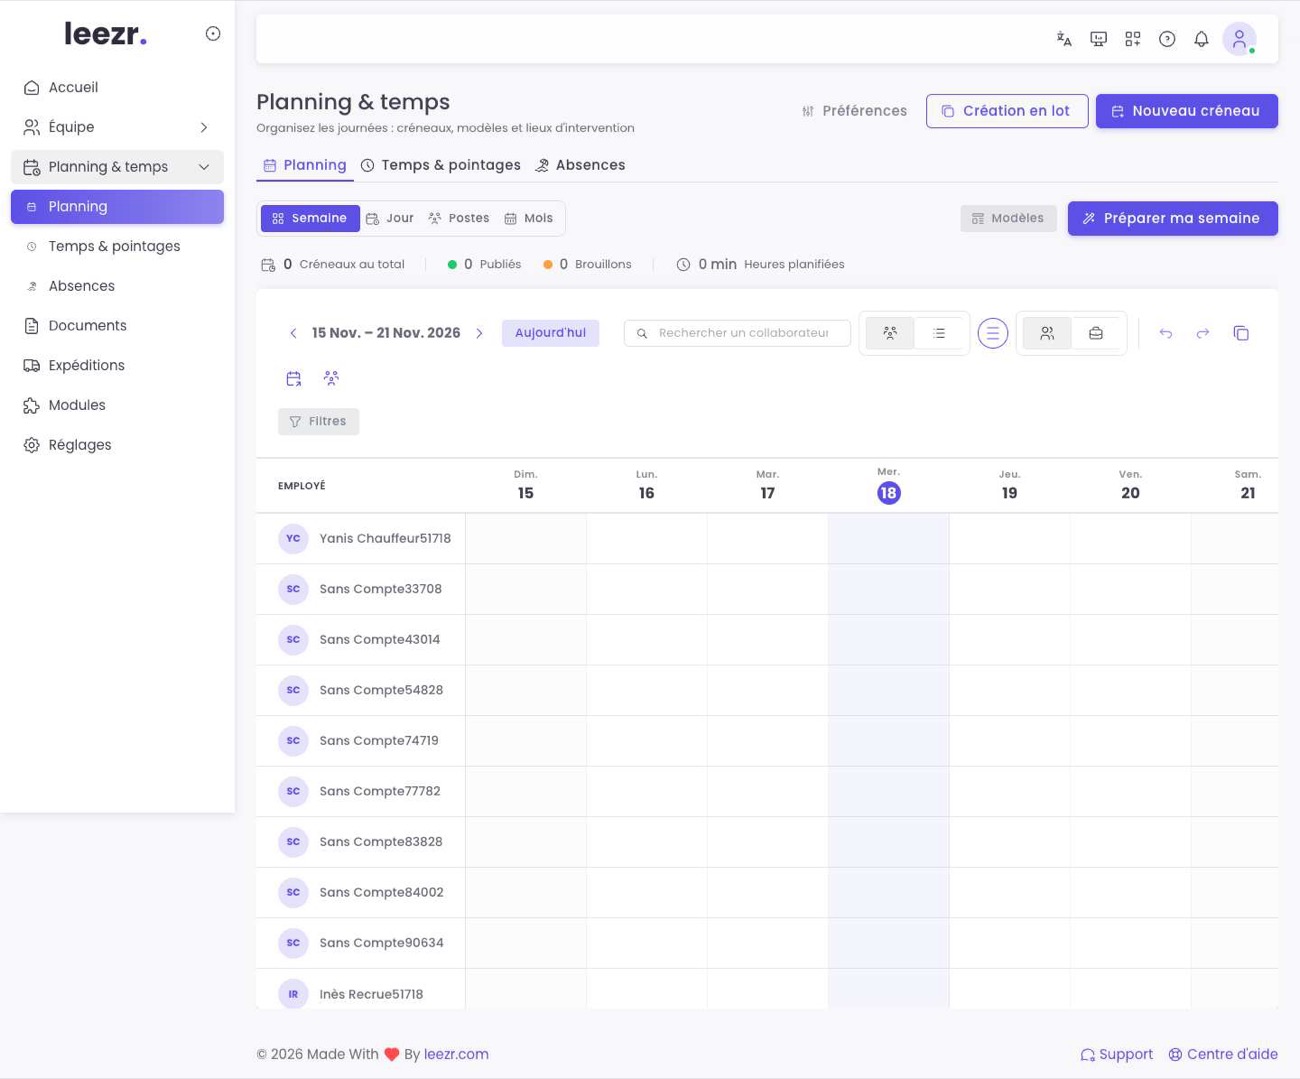 leezr.
Accueil
Équipe
Planning & temps
Planning
Temps & pointages
Absences
Documents
Expéditions
Modules
Réglages
Planning & temps
Organisez les journées : créneaux, modèles et lieux d'intervention
Préférences
Création en lot
Nouveau créneau
Planning Temps & pointages Absences
Semaine Jour Postes Mois
Modèles
Préparer ma semaine
0 Créneaux au total 0 Publiés 0 Brouillons 0 min Heures planifiées
15 Nov. – 21 Nov. 2026
Aujourd'hui
Rechercher un collaborateur
Filtres
EMPLOYÉ
Dim. Lun. Mar. Mer. Jeu. Ven. Sam.
15 16 17 18 19 20 21
YC Yanis Chauffeur51718
SC Sans Compte33708
SC Sans Compte43014
SC Sans Compte54828
SC Sans Compte74719
SC Sans Compte77782
SC Sans Compte83828
SC Sans Compte84002
SC Sans Compte90634
IR Inès Recrue51718
© 2026 Made With ❤ By leezr.com
Support Centre d'aide